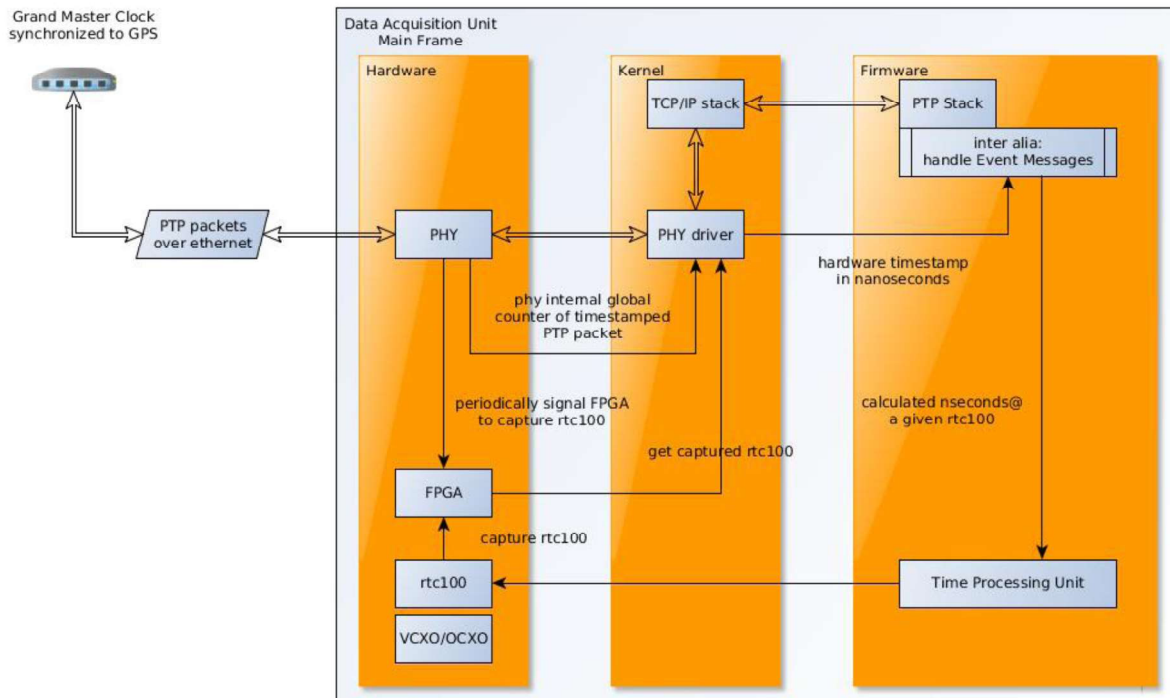 Grand Master Clock
synchronized to GPS
Data Acquisition Unit
Main Frame
Hardware
Kernel
Firmware
TCP/IP stack
PTP Stack
inter alia:
handle Event Messages
PTP packets
over ethernet
PHY
PHY driver
hardware timestamp
in nanoseconds
phy internal global
counter of timestamped
PTP packet
periodically signal FPGA
to capture rtc100
calculated nseconds@
a given rtc100
get captured rtc100
FPGA
capture rtc100
rtc100
Time Processing Unit
VCXO/OCXO